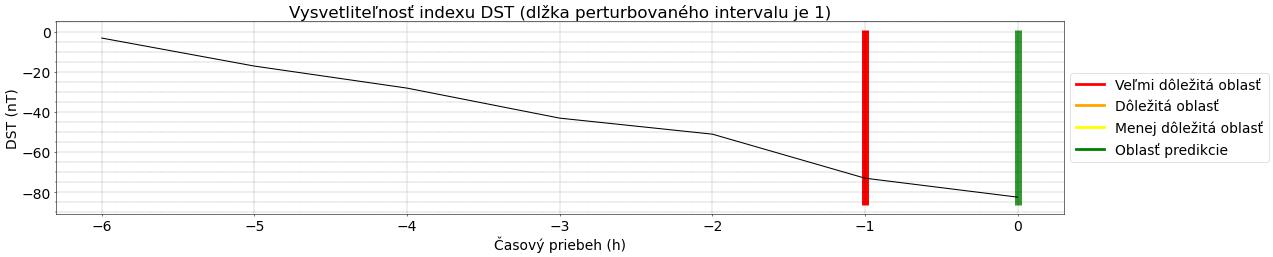 Vysvetliteľnosť indexu DST (dĺžka perturbovaného intervalu je 1)
DST (nT)
0
−20
−40
−60
−80
−6
−5
−4
−3
−2
−1
0
Časový priebeh (h)
Veľmi dôležitá oblasť
Dôležitá oblasť
Menej dôležitá oblasť
Oblasť predikcie